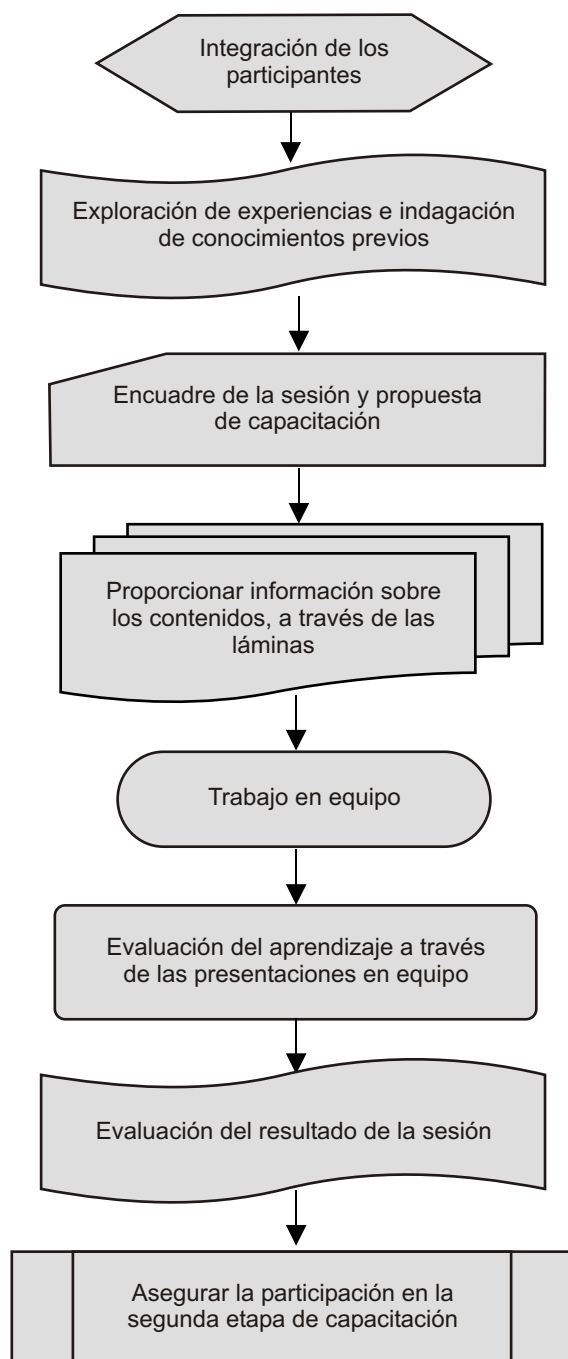 Integración de los
participantes
Exploración de experiencias e indagación
de conocimientos previos
Encuadre de la sesión y propuesta
de capacitación
Proporcionar información sobre
los contenidos, a través de las
láminas
Trabajo en equipo
Evaluación del aprendizaje a través
de las presentaciones en equipo
Evaluación del resultado de la sesión
Asegurar la participación en la
segunda etapa de capacitación